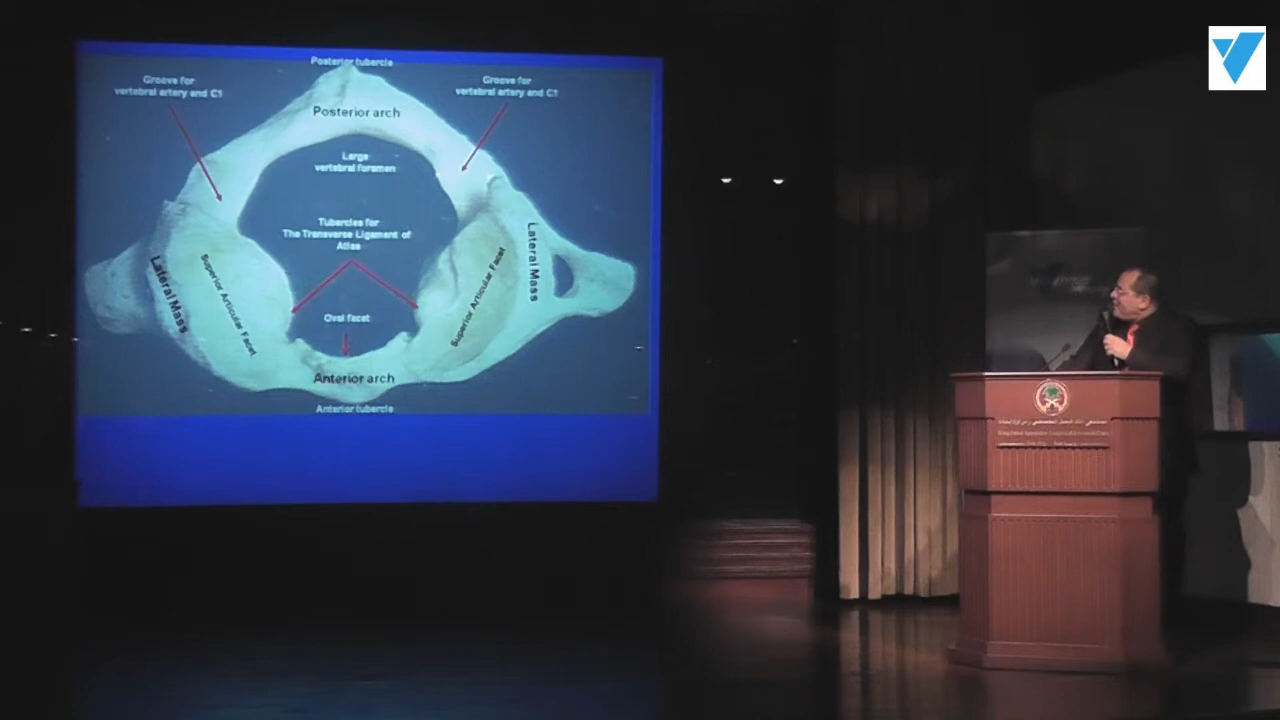 Posterior tubercle
Groove for
vertebral artery and C1
Groove for
vertebral artery and C1
Posterior arch
Large
vertebral foramen
Tubercles for
The Transverse Ligament of
Atlas
Lateral Mass
Superior Articular Facet
Superior Articular Facet
Lateral Mass
Oval facet
Anterior arch
Anterior tubercle